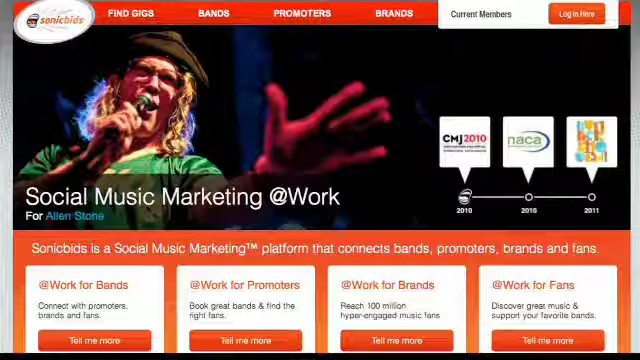 sonicbids
FIND GIGS
BANDS
PROMOTERS
BRANDS
Current Members
Log in Here
CMJ2010
naca
2010
2010
2011
Social Music Marketing @Work
For Allen Stone
Sonicbids is a Social Music Marketing™ platform that connects bands, promoters, brands and fans.
@Work for Bands
Connect with promoters,
brands and fans.
Tell me more
@Work for Promoters
Book great bands & find the
right fans.
Tell me more
@Work for Brands
Reach 100 million
hyper-engaged music fans
Tell me more
@Work for Fans
Discover great music &
support your favorite bands.
Tell me more